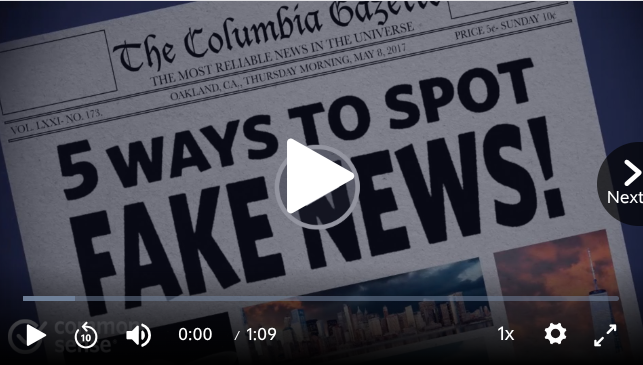 The Columbia Gazette
THE MOST RELIABLE NEWS IN THE UNIVERSE
PRICE 5c- SUNDAY 10c
OAKLAND, CA., THURSDAY MORNING, MAY 8, 2017
VOL. LXXI- NO. 173.
5 WAYS TO SPOT
FAKE NEWS!
Next
common
sense
10
0:00 / 1:09
1x